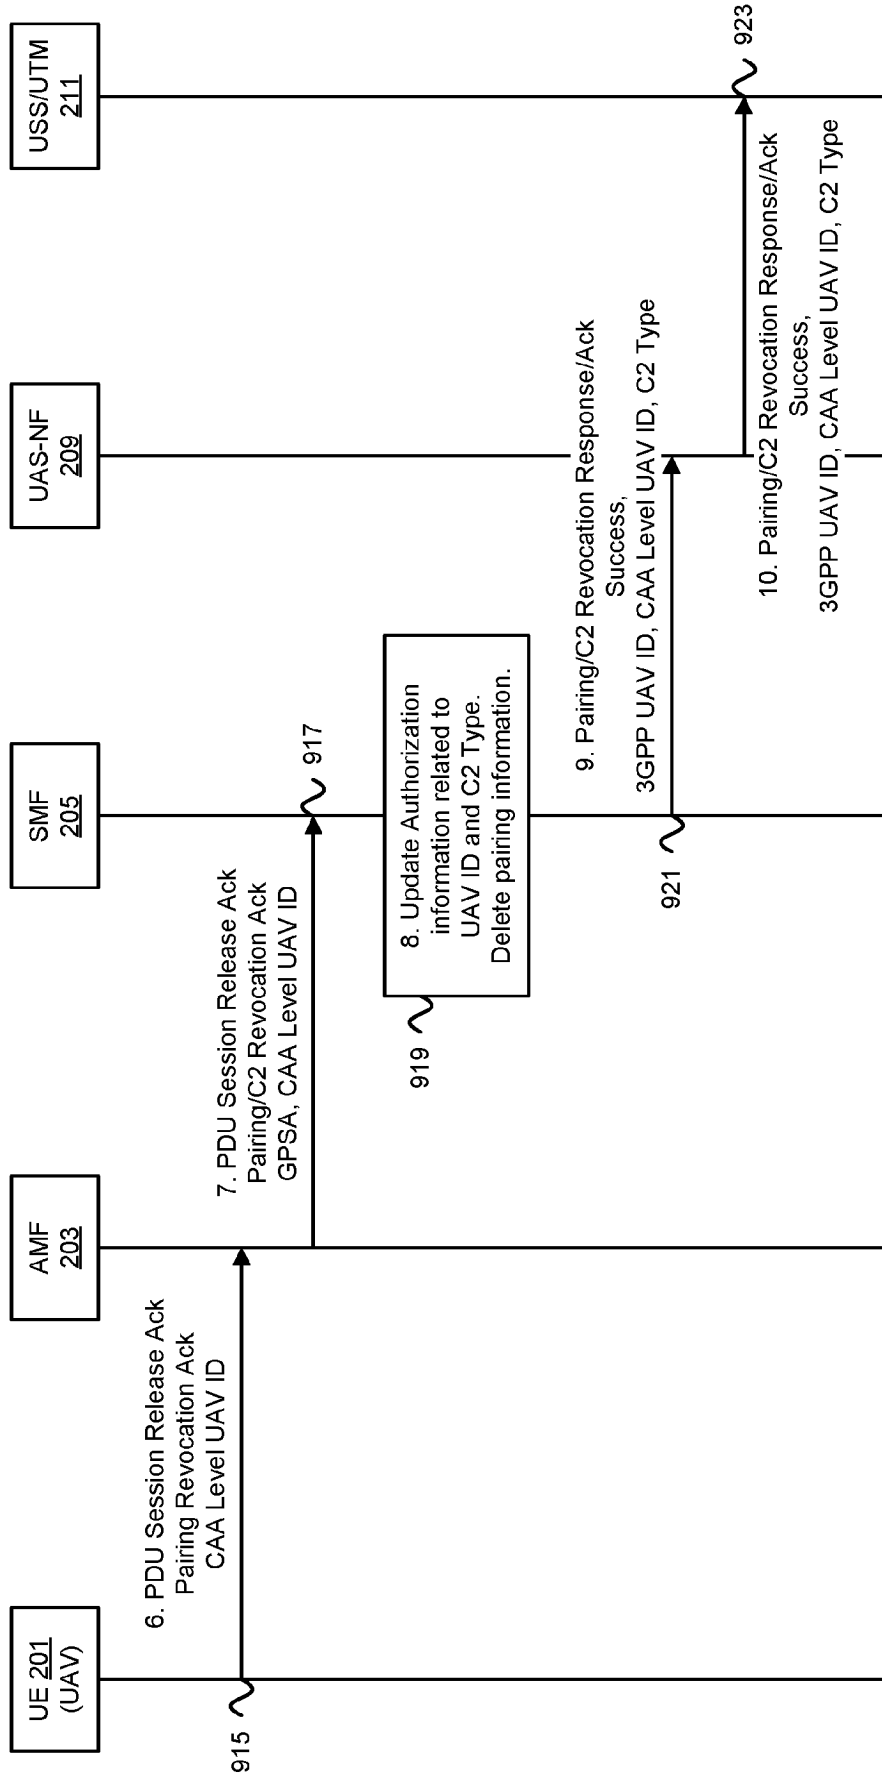 UE 201
(UAV)
AMF
203
SMF
205
UAS-NF
209
USS/UTM
211
6. PDU Session Release Ack
Pairing Revocation Ack
CAA Level UAV ID
915
7. PDU Session Release Ack
Pairing/C2 Revocation Ack
GPSA, CAA Level UAV ID
917
8. Update Authorization
information related to
UAV ID and C2 Type.
Delete pairing information.
919
9. Pairing/C2 Revocation Response/Ack
Success,
3GPP UAV ID, CAA Level UAV ID, C2 Type
921
10. Pairing/C2 Revocation Response/Ack
Success,
3GPP UAV ID, CAA Level UAV ID, C2 Type
923